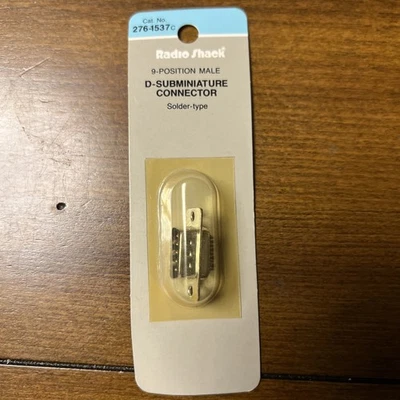 Cat. No.
276-1537C
Radio Shack
9-POSITION MALE
D-SUBMINIATURE
CONNECTOR
Solder-type